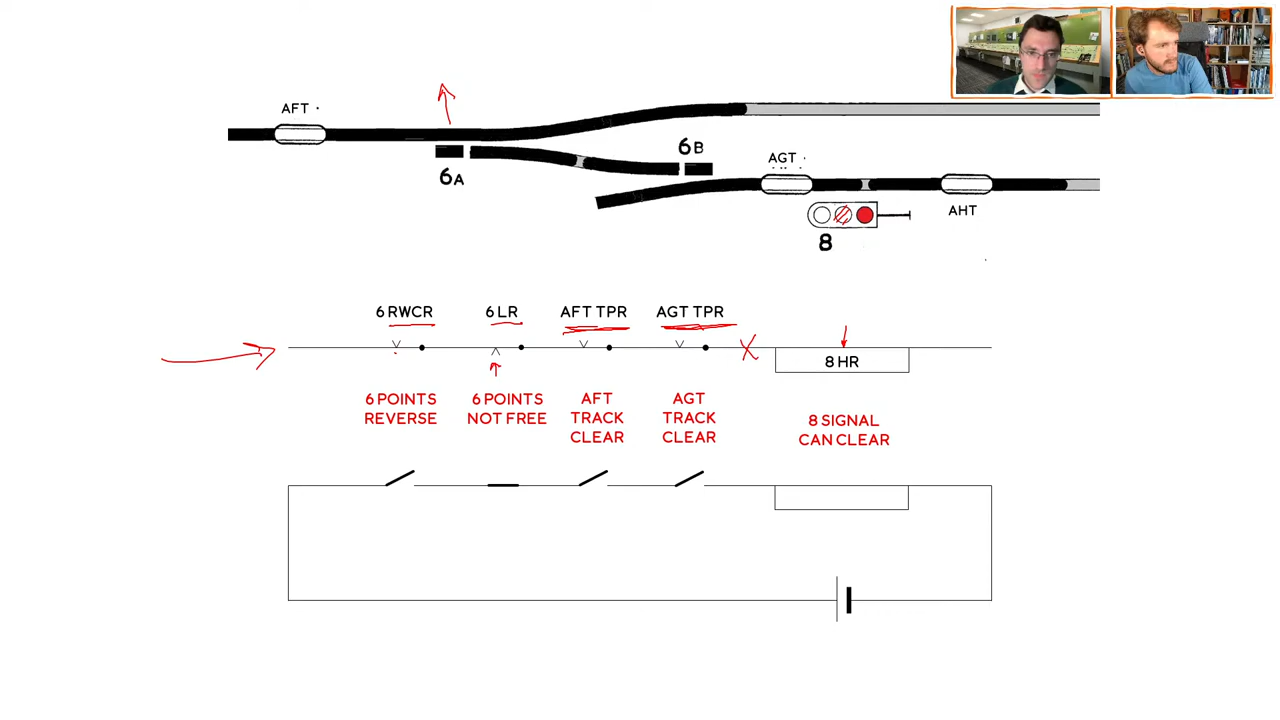 AFT
6A
6B
AGT
AHT
8
6 RWCR
6 LR
AFT TPR
AGT TPR
X
8 HR
6 POINTS
REVERSE
6 POINTS
NOT FREE
AFT
TRACK
CLEAR
AGT
TRACK
CLEAR
8 SIGNAL
CAN CLEAR